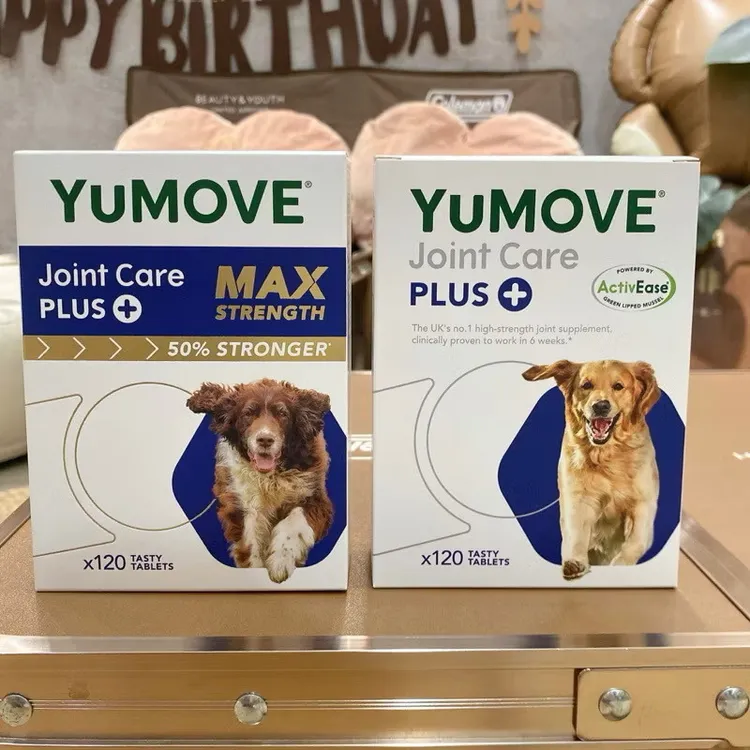 PPY BIRTHDAY
BEAUTY&YOUTH
Coleman
YuMOVE®
Joint Care
PLUS +
MAX
STRENGTH
50% STRONGER*
x120 TASTY
TABLETS
YuMOVE®
Joint Care
PLUS +
POWERED BY
ActivEase®
GREEN LIPPED MUSSEL
The UK's no.1 high-strength joint supplement,
clinically proven to work in 6 weeks.*
x120 TASTY
TABLETS